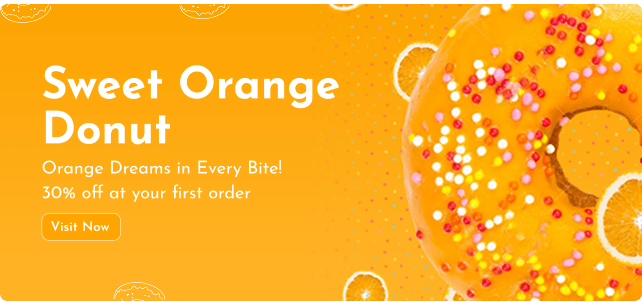 Sweet Orange
Donut
Orange Dreams in Every Bite!
30% off at your first order
Visit Now